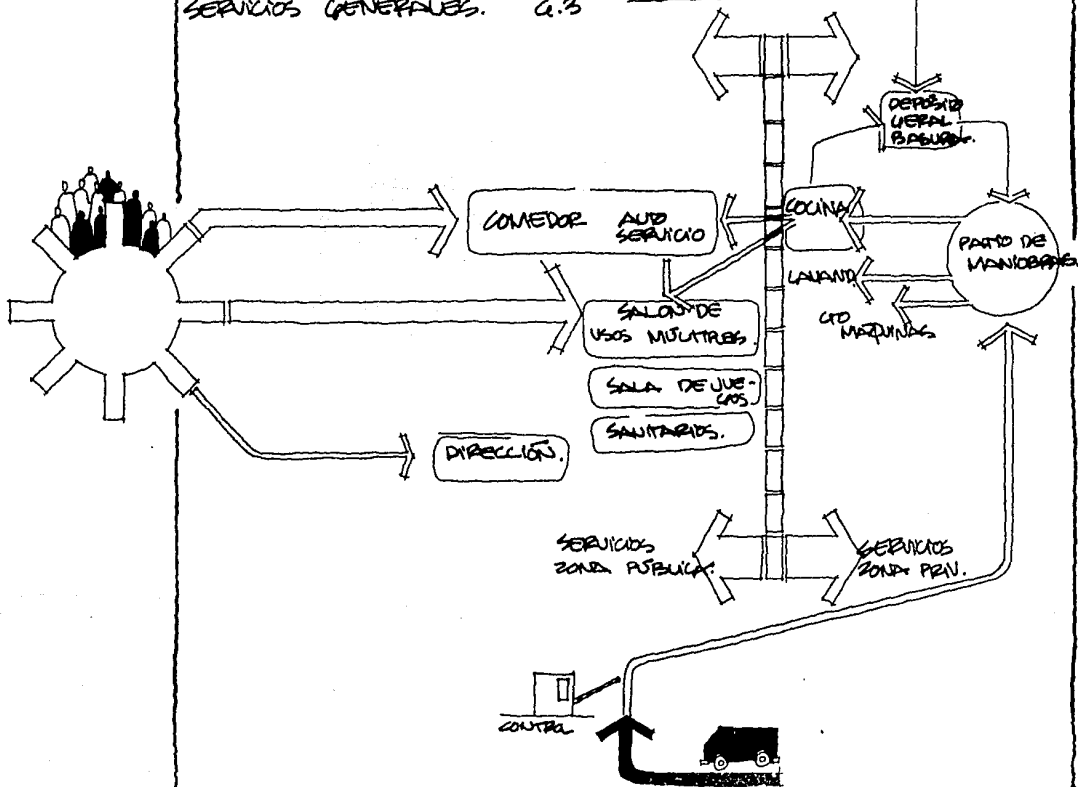 SERVICIOS GENERALES. G.3
DEPÓSITO
GERAL
BASURA.
COMEDOR AUTO
SERVICIO
COCINA
PATIO DE
MANIOBRAS.
LAVAND.
CTO
MAQUINAS
SALON DE
USOS MULTIPLES.
SALA DE JUE-
GOS.
SANITARIOS.
DIRECCIÓN.
SERVICIOS
ZONA PÚBLICA.
SERVICIOS
ZONA PRIV.
CONTROL